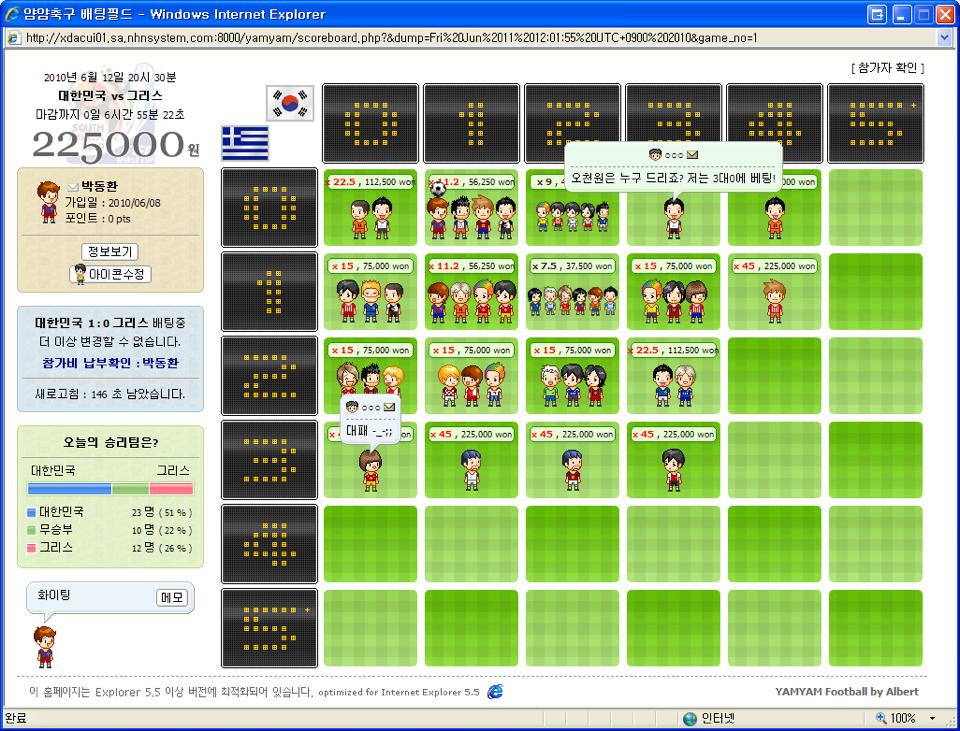 얌얌축구 배팅필드 - Windows Internet Explorer
http://xdacui01.sa.nhnsystem.com:8000/yamyam/scoreboard.php?&dump=Fri%20Jun%2011%2012:01:55%20UTC+0900%202010&game_no=1
[ 참가자 확인 ]
2010년 6월 12일 20시 30분
대한민국 vs 그리스
마감까지 0일 6시간 55분 22초
225000 원
0 1 2 3 4 5+
박동환
가입일 : 2010/06/08
포인트 : 0 pts
정보보기
아이콘수정
대한민국 1:0 그리스 배팅중
더 이상 변경할 수 없습니다.
참가비 납부확인 : 박동환
새로고침 : 146 초 남았습니다.
오늘의 승리팀은?
대한민국 그리스
대한민국 23 명 ( 51 % )
무승부 10 명 ( 22 % )
그리스 12 명 ( 26 % )
화이팅
메모
ooo
오천원은 누구 드리죠? 저는 3대0에 베팅!
0
x 22.5 , 112,500 won
11.2 , 56,250 won
x 9 , 4
won
1
x 15 , 75,000 won
x 11.2 , 56,250 won
x 7.5 , 37,500 won
x 15 , 75,000 won
x 45 , 225,000 won
2
x 15 , 75,000 won
x 15 , 75,000 won
x 15 , 75,000 won
x 22.5 , 112,500 won
ooo
대패 -_-;;
3
won
x 45 , 225,000 won
x 45 , 225,000 won
x 45 , 225,000 won
4
5+
이 홈페이지는 Explorer 5.5 이상 버전에 최적화되어 있습니다. optimized for Internet Explorer 5.5
YAMYAM Football by Albert
완료
인터넷
100%